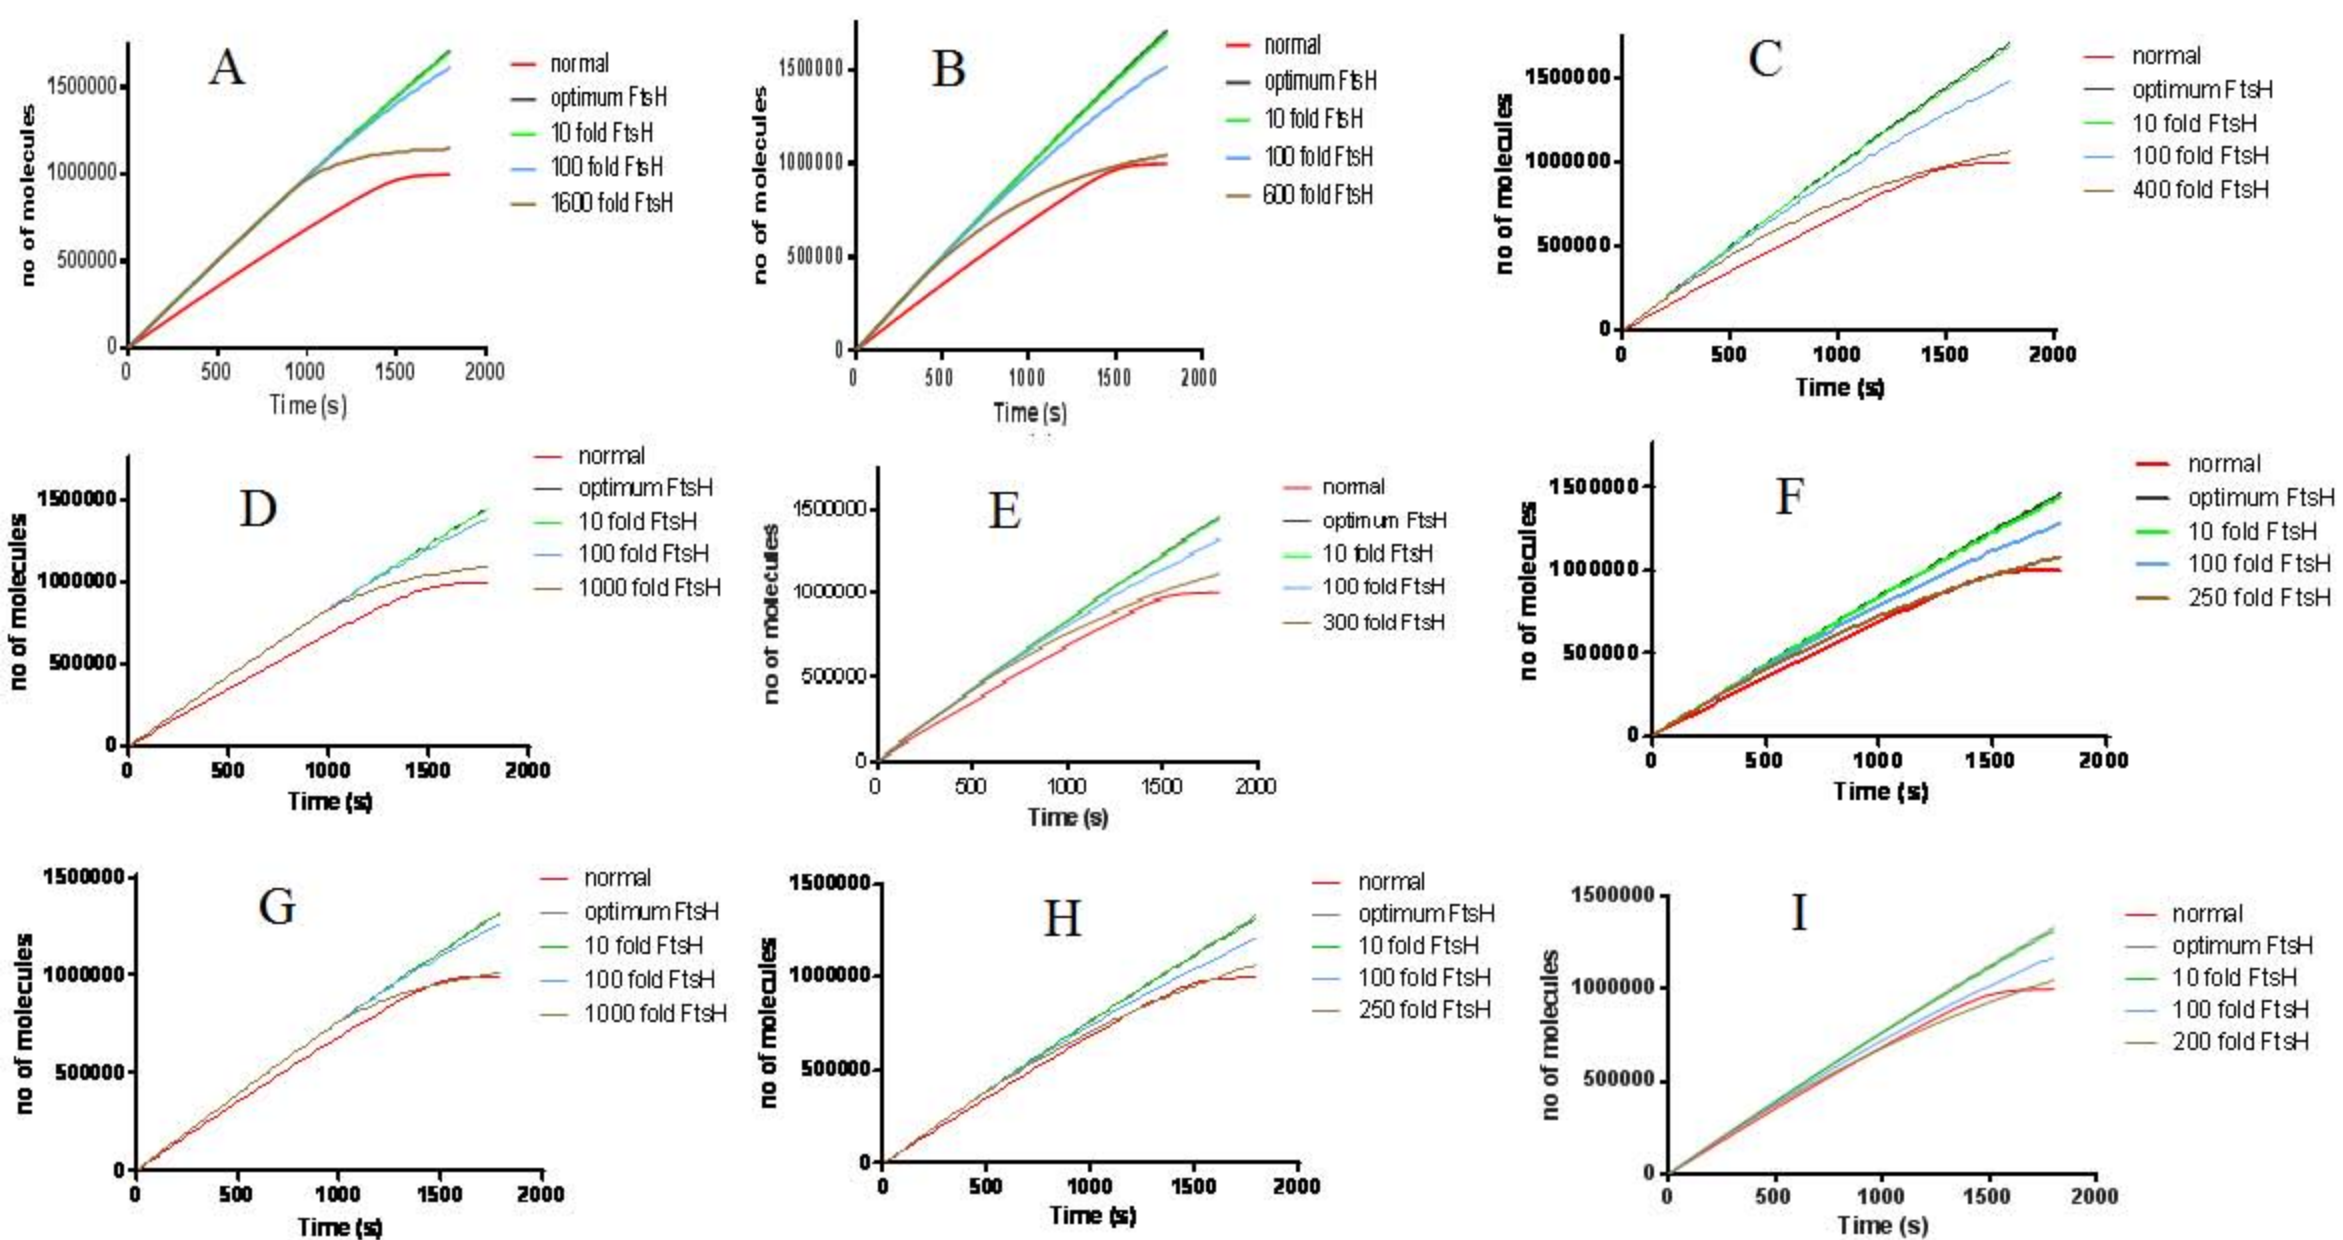 A
no of molecules
1500000
1000000
500000
0
0 500 1000 1500 2000
Time (s)
normal
optimum FtsH
10 fold FtsH
100 fold FtsH
1600 fold FtsH
B
no of molecules
1500000
1000000
500000
0
0 500 1000 1500 2000
Time (s)
normal
optimum FtsH
10 fold FtsH
100 fold FtsH
600 fold FtsH
C
no of molecules
1500000
1000000
500000
0
0 500 1000 1500 2000
Time (s)
normal
optimum FtsH
10 fold FtsH
100 fold FtsH
400 fold FtsH
D
no of molecules
1500000
1000000
500000
0
0 500 1000 1500 2000
Time (s)
normal
optimum FtsH
10 fold FtsH
100 fold FtsH
1000 fold FtsH
E
no of molecules
1500000
1000000
500000
0
0 500 1000 1500 2000
Time (s)
normal
optimum FtsH
10 fold FtsH
100 fold FtsH
300 fold FtsH
F
no of molecules
1500000
1000000
500000
0
0 500 1000 1500 2000
Time (s)
normal
optimum FtsH
10 fold FtsH
100 fold FtsH
250 fold FtsH
G
no of molecules
1500000
1000000
500000
0
0 500 1000 1500 2000
Time (s)
normal
optimum FtsH
10 fold FtsH
100 fold FtsH
1000 fold FtsH
H
no of molecules
1500000
1000000
500000
0
0 500 1000 1500 2000
Time (s)
normal
optimum FtsH
10 fold FtsH
100 fold FtsH
250 fold FtsH
I
no of molecules
1500000
1000000
500000
0
0 500 1000 1500 2000
Time (s)
normal
optimum FtsH
10 fold FtsH
100 fold FtsH
200 fold FtsH